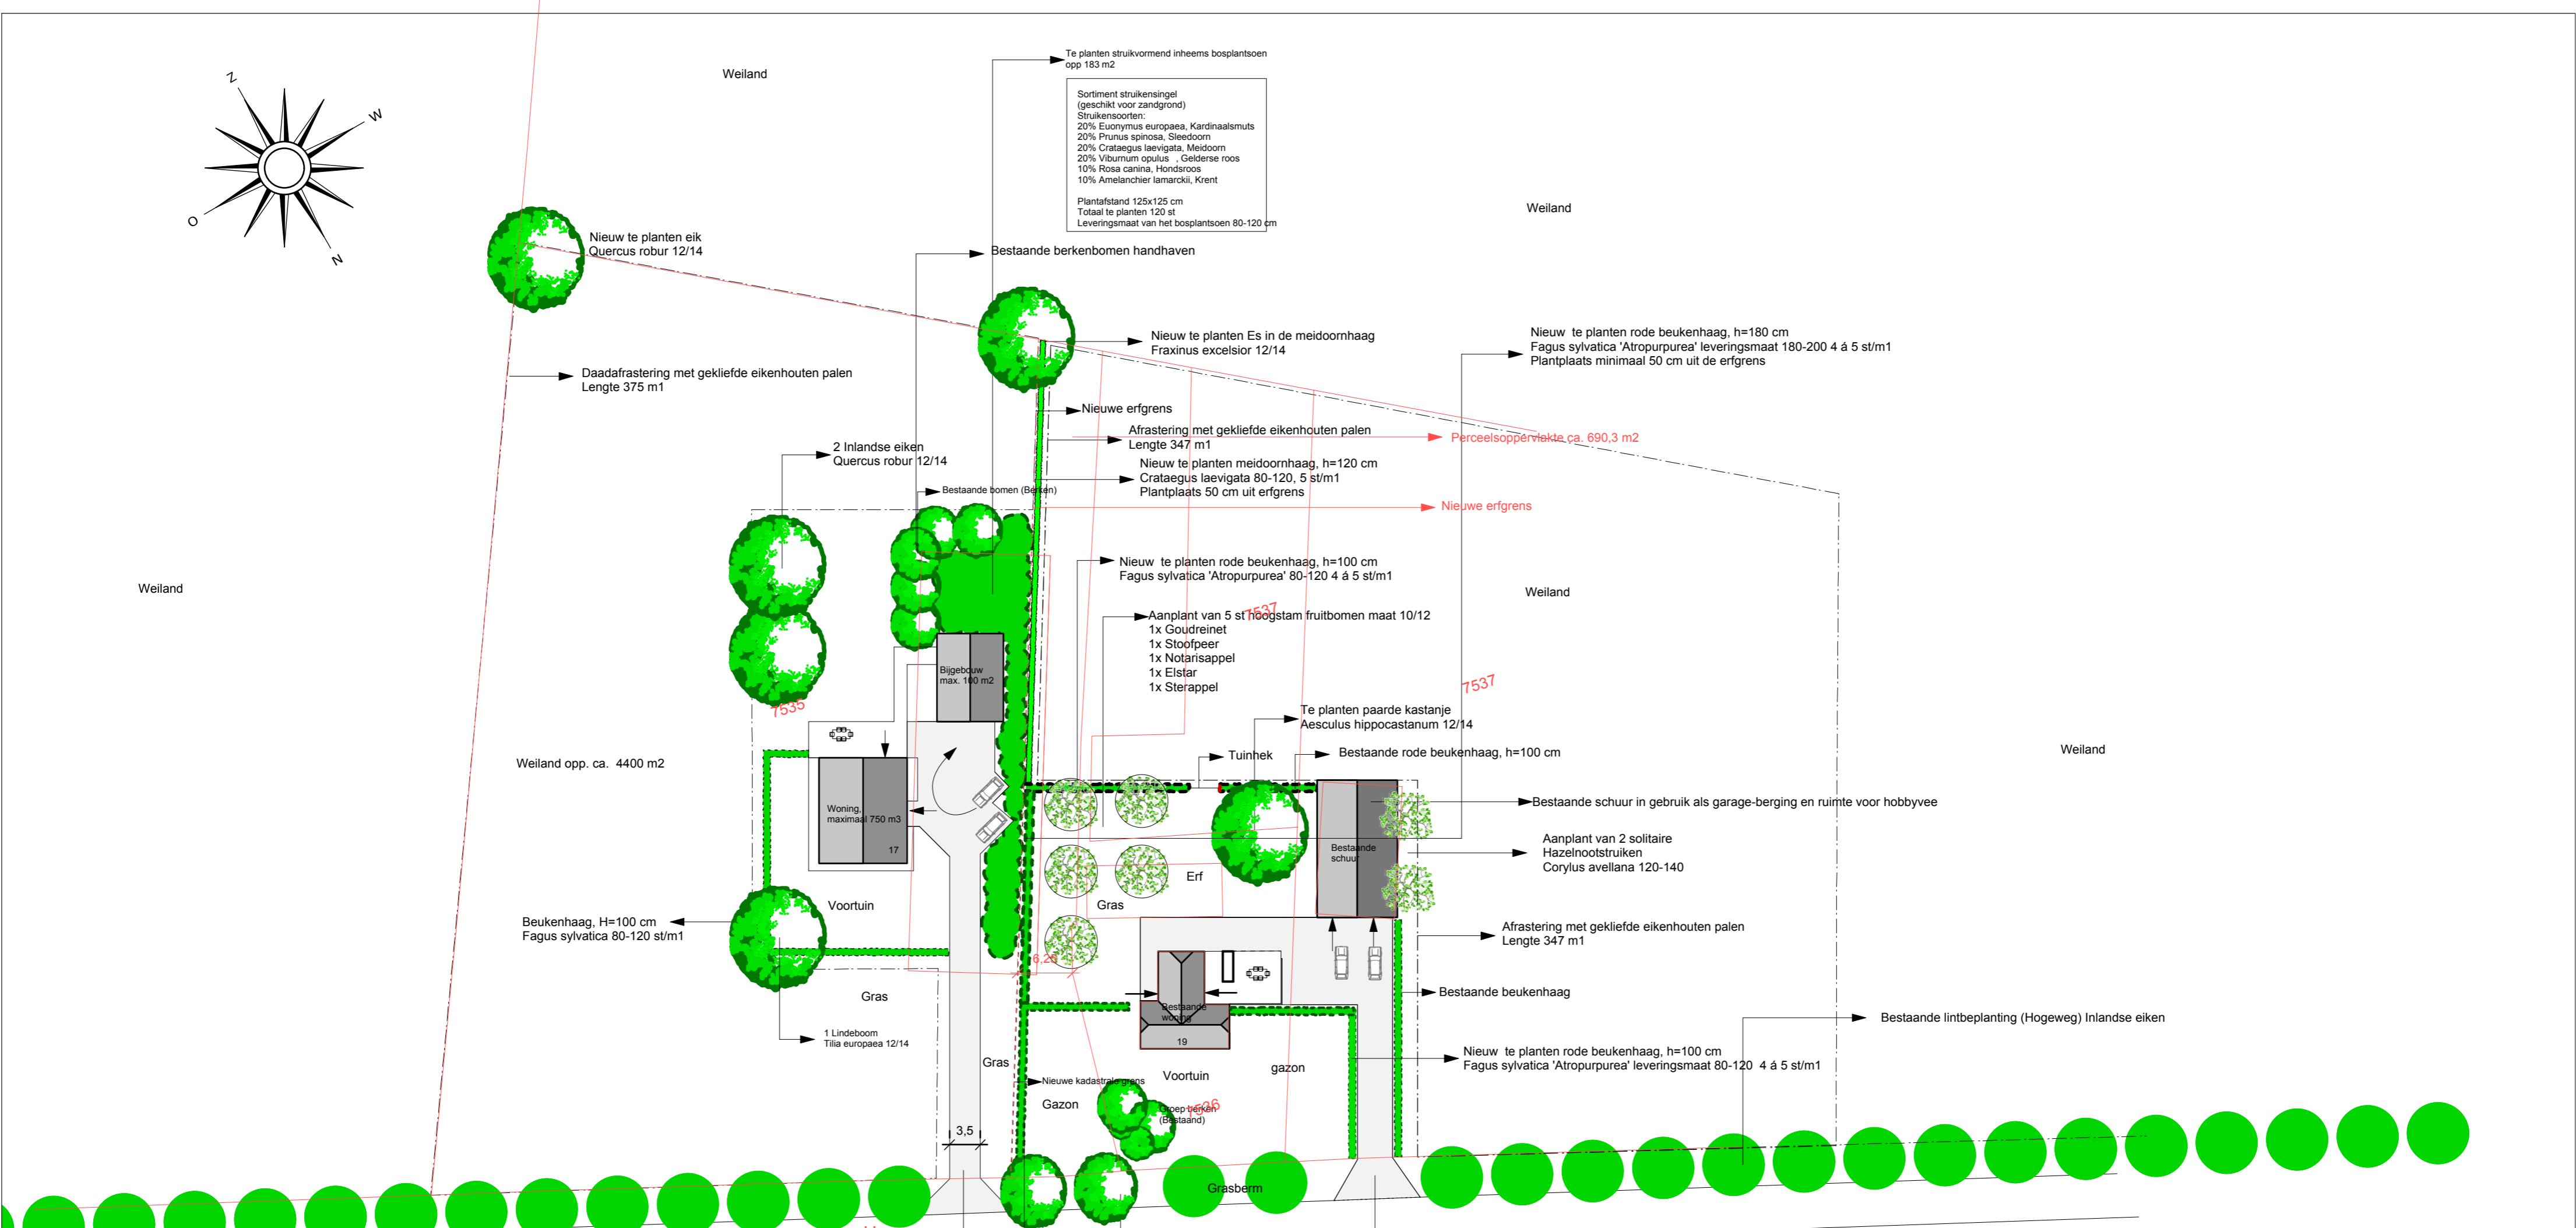 Weiland
Z
W
O
N
Te planten struikvormend inheems bosplantsoen
opp 183 m2
Sortiment struikensingel
(geschikt voor zandgrond)
Struikensoorten:
20% Euonymus europaea, Kardinaalsmuts
20% Prunus spinosa, Sleedoorn
20% Crataegus laevigata, Meidoorn
20% Viburnum opulus , Gelderse roos
10% Rosa canina, Hondsroos
10% Amelanchier lamarckii, Krent
Plantafstand 125x125 cm
Totaal te planten 120 st
Leveringsmaat van het bosplantsoen 80-120 cm
Weiland
Nieuw te planten eik
Quercus robur 12/14
Bestaande berkenbomen handhaven
Nieuw te planten Es in de meidoornhaag
Fraxinus excelsior 12/14
Nieuw te planten rode beukenhaag, h=180 cm
Fagus sylvatica 'Atropurpurea' leveringsmaat 180-200 4 á 5 st/m1
Plantplaats minimaal 50 cm uit de erfgrens
Daadafrastering met gekliefde eikenhouten palen
Lengte 375 m1
Nieuwe erfgrens
Afrastering met gekliefde eikenhouten palen
Lengte 347 m1
Perceelsoppervlakte ca. 690,3 m2
2 Inlandse eiken
Quercus robur 12/14
Nieuw te planten meidoornhaag, h=120 cm
Crataegus laevigata 80-120, 5 st/m1
Plantplaats 50 cm uit erfgrens
Bestaande bomen (Berken)
Nieuwe erfgrens
Nieuw te planten rode beukenhaag, h=100 cm
Fagus sylvatica 'Atropurpurea' 80-120 4 á 5 st/m1
Weiland
Weiland
7537
Aanplant van 5 st hoogstam fruitbomen maat 10/12
1x Goudreinet
1x Stoofpeer
1x Notarisappel
1x Elstar
1x Sterappel
Bijgebouw
max. 100 m2
7537
7535
Te planten paarde kastanje
Aesculus hippocastanum 12/14
Tuinhek
Bestaande rode beukenhaag, h=100 cm
Weiland
Weiland opp. ca. 4400 m2
Woning,
maximaal 750 m3
17
Bestaande schuur in gebruik als garage-berging en ruimte voor hobbyvee
Bestaande
schuur
Aanplant van 2 solitaire
Hazelnootstruiken
Corylus avellana 120-140
Erf
Gras
Voortuin
Beukenhaag, H=100 cm
Fagus sylvatica 80-120 st/m1
Afrastering met gekliefde eikenhouten palen
Lengte 347 m1
6,25
Gras
Bestaande beukenhaag
Bestaande
woning
19
Bestaande lintbeplanting (Hogeweg) Inlandse eiken
1 Lindeboom
Tilia europaea 12/14
Gras
Nieuw te planten rode beukenhaag, h=100 cm
Fagus sylvatica 'Atropurpurea' leveringsmaat 80-120 4 á 5 st/m1
gazon
Voortuin
Nieuwe kadastrale grens
Gazon
Groep berken
(Bestaand)
7536
3,5
Grasberm